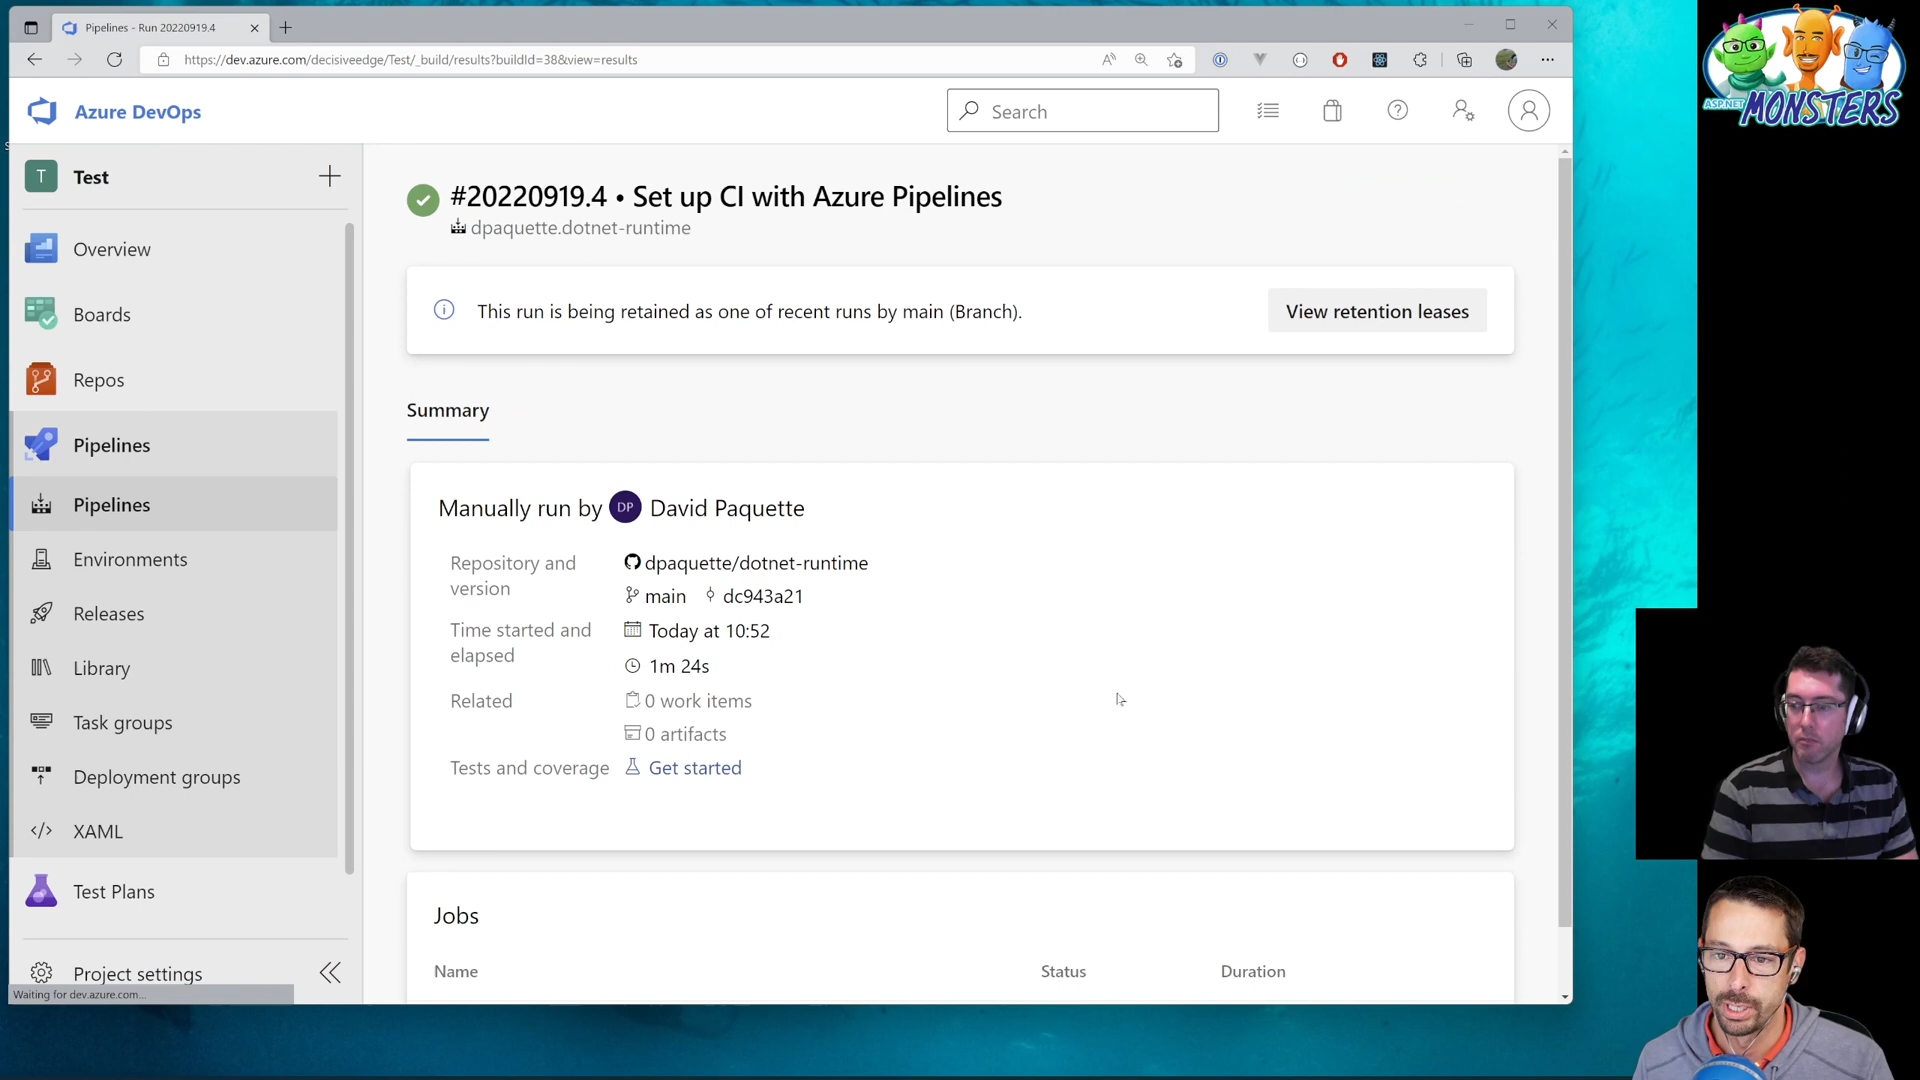 Pipelines - Run 20220919.4
https://dev.azure.com/decisiveedge/Test/_build/results?buildId=38&view=results
Azure DevOps
Search
T
Test
Overview
Boards
Repos
Pipelines
Pipelines
Environments
Releases
Library
Task groups
Deployment groups
XAML
Test Plans
Project settings
Waiting for dev.azure.com...
#20220919.4 • Set up CI with Azure Pipelines
dpaquette.dotnet-runtime
This run is being retained as one of recent runs by main (Branch).
View retention leases
Summary
Manually run by DP David Paquette
Repository and version
dpaquette/dotnet-runtime
main dc943a21
Time started and elapsed
Today at 10:52
1m 24s
Related
0 work items
0 artifacts
Tests and coverage
Get started
Jobs
Name Status Duration
ASP.NET
MONSTERS